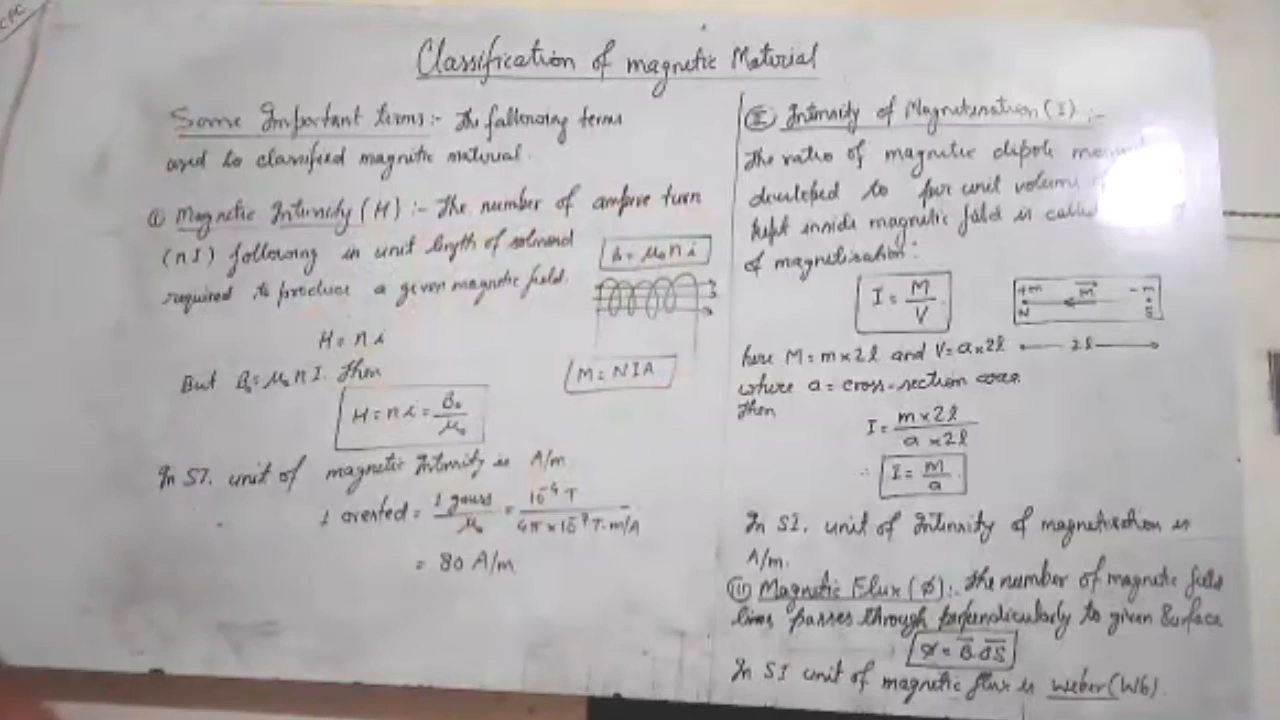 CPC
Classification of magnetic Material
Some Important terms:- The following terms
used to classified magnetic material.
(i) Magnetic Intensity (H) :- The number of ampere turn
(nI) following in unit length of solenoid
required to produce a given magnetic field.
B = μ₀ n i
H = n i
But B₀ = μ₀ n I. Then
M = NIA
H = n i = B₀/μ₀
In SI. unit of magnetic Intensity is A/m
1 oersted = 1 gauss/μ₀ = 10⁻⁴ T/4π × 10⁻⁷ T·m/A
= 80 A/m
(II) Intensity of Magnetisation (I) :-
The ratio of magnetic dipole
developed to per unit volume
kept inside magnetic field is called
of magnetisation:
I = M/V
+m M⃗ -m
N S
here M = m × 2l and V = a × 2l 2l
where a = cross-section area
then
I = m × 2l/a × 2l
∴ I = m/a
In SI. unit of Intensity of magnetisation is
A/m.
(iii) Magnetic Flux (Ø) :- The number of magnetic field
lines passes through perpendicularly to given Surface
Ø = B⃗.dS⃗
In SI unit of magnetic flux is Weber (Wb).